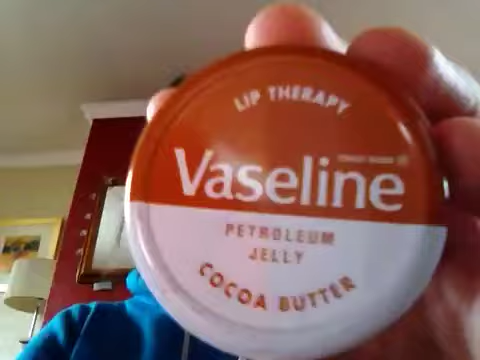 LIP THERAPY
Vaseline
PETROLEUM
JELLY
COCOA BUTTER